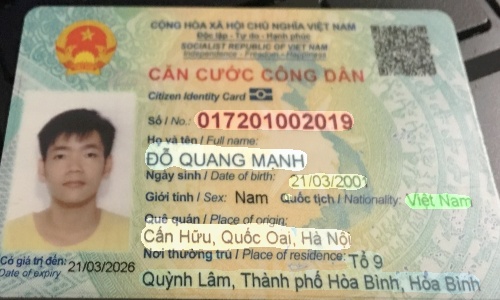 CỘNG HÒA XÃ HỘI CHỦ NGHĨA VIỆT NAM
Độc lập - Tự do - Hạnh phúc
SOCIALIST REPUBLIC OF VIET NAM
Independence - Freedom - Happiness
CĂN CƯỚC CÔNG DÂN
Citizen Identity Card
Số / No.: 017201002019
Họ và tên / Full name:
ĐỖ QUANG MẠNH
Ngày sinh / Date of birth: 21/03/2001
Giới tính / Sex: Nam Quốc tịch / Nationality: Việt Nam
Quê quán / Place of origin:
Cấn Hữu, Quốc Oai, Hà Nội
Có giá trị đến: 21/03/2026
Date of expiry
Nơi thường trú / Place of residence: Tổ 9
Quỳnh Lâm, Thành phố Hòa Bình, Hòa Bình